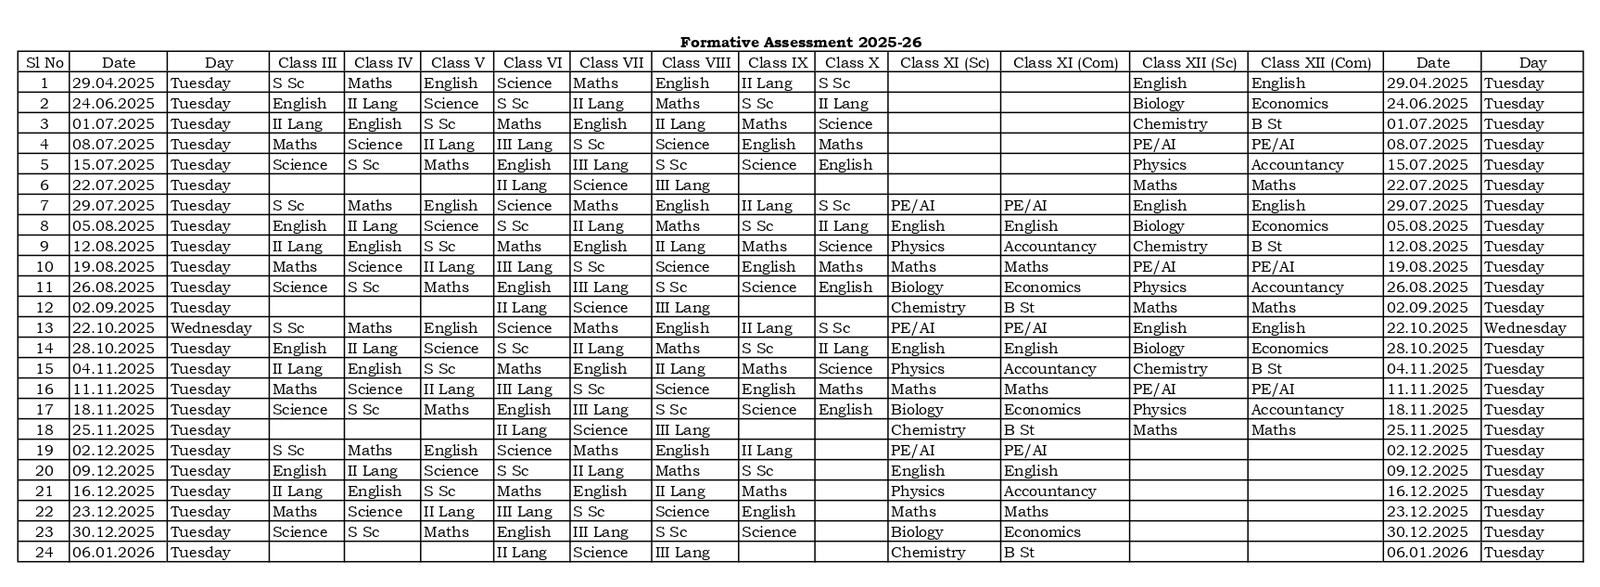 Formative Assessment 2025-26
Sl No Date Day Class III Class IV Class V Class VI Class VII Class VIII Class IX Class X Class XI (Sc) Class XI (Com) Class XII (Sc) Class XII (Com) Date Day
1 29.04.2025 Tuesday S Sc Maths English Science Maths English II Lang S Sc English English 29.04.2025 Tuesday
2 24.06.2025 Tuesday English II Lang Science S Sc II Lang Maths S Sc II Lang Biology Economics 24.06.2025 Tuesday
3 01.07.2025 Tuesday II Lang English S Sc Maths English II Lang Maths Science Chemistry B St 01.07.2025 Tuesday
4 08.07.2025 Tuesday Maths Science II Lang III Lang S Sc Science English Maths PE/AI PE/AI 08.07.2025 Tuesday
5 15.07.2025 Tuesday Science S Sc Maths English III Lang S Sc Science English Physics Accountancy 15.07.2025 Tuesday
6 22.07.2025 Tuesday II Lang Science III Lang Maths Maths 22.07.2025 Tuesday
7 29.07.2025 Tuesday S Sc Maths English Science Maths English II Lang S Sc PE/AI PE/AI English English 29.07.2025 Tuesday
8 05.08.2025 Tuesday English II Lang Science S Sc II Lang Maths S Sc II Lang English English Biology Economics 05.08.2025 Tuesday
9 12.08.2025 Tuesday II Lang English S Sc Maths English II Lang Maths Science Physics Accountancy Chemistry B St 12.08.2025 Tuesday
10 19.08.2025 Tuesday Maths Science II Lang III Lang S Sc Science English Maths Maths Maths PE/AI PE/AI 19.08.2025 Tuesday
11 26.08.2025 Tuesday Science S Sc Maths English III Lang S Sc Science English Biology Economics Physics Accountancy 26.08.2025 Tuesday
12 02.09.2025 Tuesday II Lang Science III Lang Chemistry B St Maths Maths 02.09.2025 Tuesday
13 22.10.2025 Wednesday S Sc Maths English Science Maths English II Lang S Sc PE/AI PE/AI English English 22.10.2025 Wednesday
14 28.10.2025 Tuesday English II Lang Science S Sc II Lang Maths S Sc II Lang English English Biology Economics 28.10.2025 Tuesday
15 04.11.2025 Tuesday II Lang English S Sc Maths English II Lang Maths Science Physics Accountancy Chemistry B St 04.11.2025 Tuesday
16 11.11.2025 Tuesday Maths Science II Lang III Lang S Sc Science English Maths Maths Maths PE/AI PE/AI 11.11.2025 Tuesday
17 18.11.2025 Tuesday Science S Sc Maths English III Lang S Sc Science English Biology Economics Physics Accountancy 18.11.2025 Tuesday
18 25.11.2025 Tuesday II Lang Science III Lang Chemistry B St Maths Maths 25.11.2025 Tuesday
19 02.12.2025 Tuesday S Sc Maths English Science Maths English II Lang PE/AI PE/AI 02.12.2025 Tuesday
20 09.12.2025 Tuesday English II Lang Science S Sc II Lang Maths S Sc English English 09.12.2025 Tuesday
21 16.12.2025 Tuesday II Lang English S Sc Maths English II Lang Maths Physics Accountancy 16.12.2025 Tuesday
22 23.12.2025 Tuesday Maths Science II Lang III Lang S Sc Science English Maths Maths 23.12.2025 Tuesday
23 30.12.2025 Tuesday Science S Sc Maths English III Lang S Sc Science Biology Economics 30.12.2025 Tuesday
24 06.01.2026 Tuesday II Lang Science III Lang Chemistry B St 06.01.2026 Tuesday